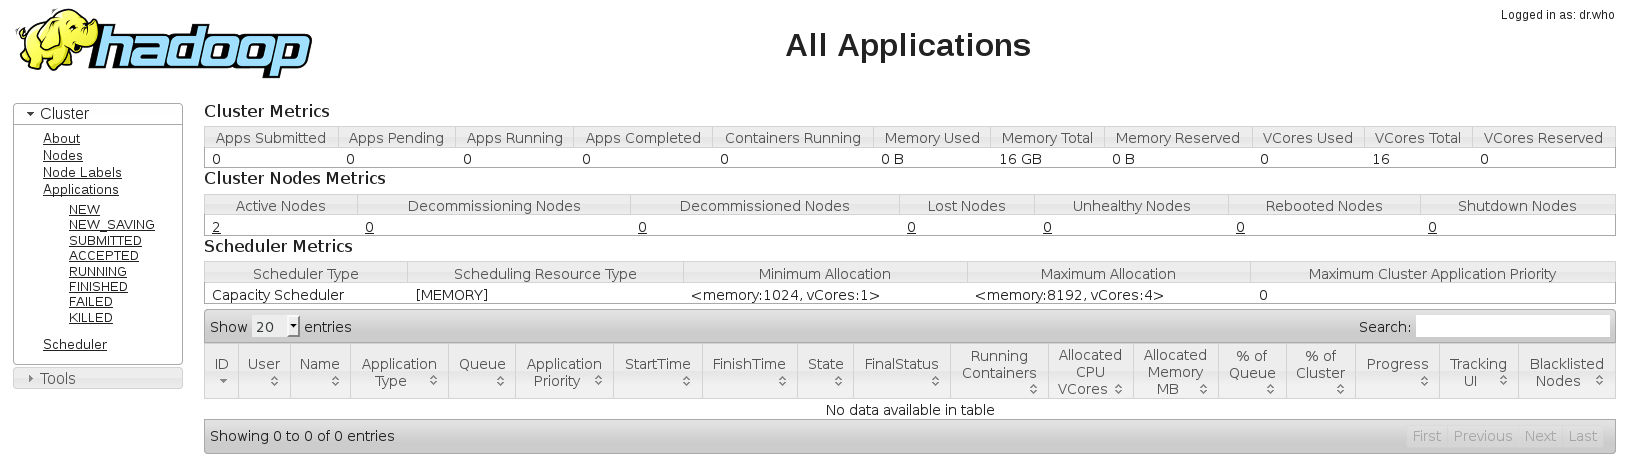 Logged in as: dr.who
hadoop
All Applications
Cluster
About
Nodes
Node Labels
Applications
NEW
NEW_SAVING
SUBMITTED
ACCEPTED
RUNNING
FINISHED
FAILED
KILLED
Scheduler
Tools
Cluster Metrics
Apps Submitted Apps Pending Apps Running Apps Completed Containers Running Memory Used Memory Total Memory Reserved VCores Used VCores Total VCores Reserved
0 0 0 0 0 0 B 16 GB 0 B 0 16 0
Cluster Nodes Metrics
Active Nodes Decommissioning Nodes Decommissioned Nodes Lost Nodes Unhealthy Nodes Rebooted Nodes Shutdown Nodes
2 0 0 0 0 0 0
Scheduler Metrics
Scheduler Type Scheduling Resource Type Minimum Allocation Maximum Allocation Maximum Cluster Application Priority
Capacity Scheduler [MEMORY] <memory:1024, vCores:1> <memory:8192, vCores:4> 0
Show 20 entries Search:
ID User Name Application Type Queue Application Priority StartTime FinishTime State FinalStatus Running Containers Allocated CPU VCores Allocated Memory MB % of Queue % of Cluster Progress Tracking UI Blacklisted Nodes
No data available in table
Showing 0 to 0 of 0 entries First Previous Next Last